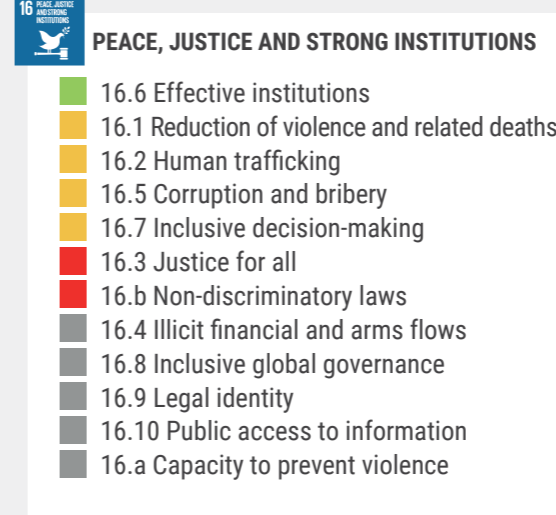 16 PEACE, JUSTICE
AND STRONG
INSTITUTIONS
PEACE, JUSTICE AND STRONG INSTITUTIONS
16.6 Effective institutions
16.1 Reduction of violence and related deaths
16.2 Human trafficking
16.5 Corruption and bribery
16.7 Inclusive decision-making
16.3 Justice for all
16.b Non-discriminatory laws
16.4 Illicit financial and arms flows
16.8 Inclusive global governance
16.9 Legal identity
16.10 Public access to information
16.a Capacity to prevent violence